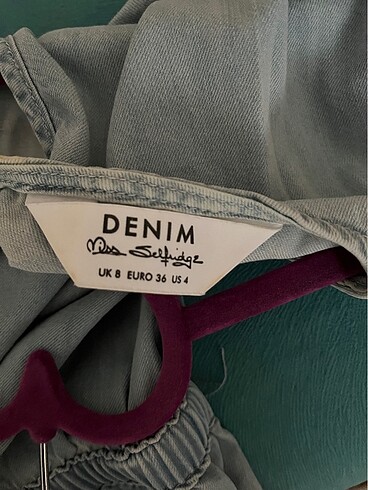 DENIM
Miss Selfridge
UK 8 EURO 36 US 4